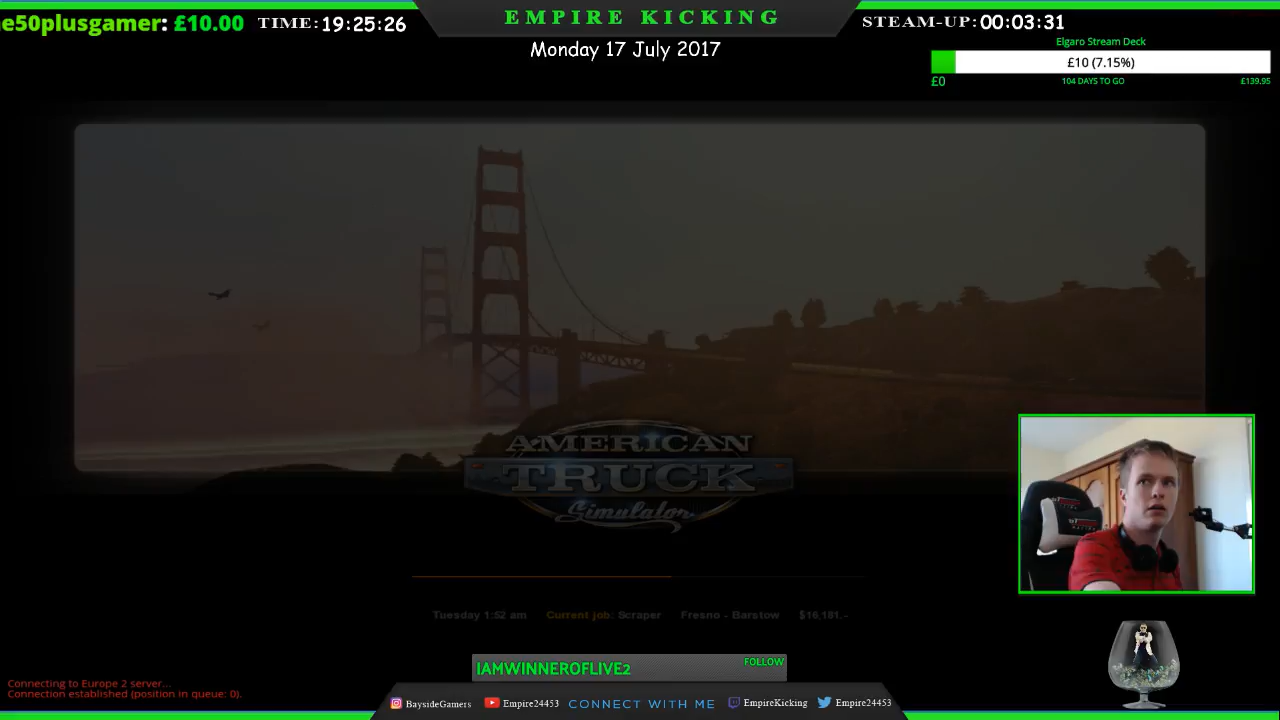 e50plusgamer: £10.00
TIME: 19:25:26
EMPIRE KICKING
Monday 17 July 2017
STEAM-UP: 00:03:31
Elgaro Stream Deck
£10 (7.15%)
£0
104 DAYS TO GO
£139.95
AMERICAN
TRUCK
Simulator
Tuesday 1:52 am Current job: Scraper Fresno - Barstow $16,181.-
IAMWINNEROFLIVE2
FOLLOW
Connecting to Europe 2 server...
Connection established (position in queue: 0).
BaysideGamers Empire24453 CONNECT WITH ME EmpireKicking Empire24453